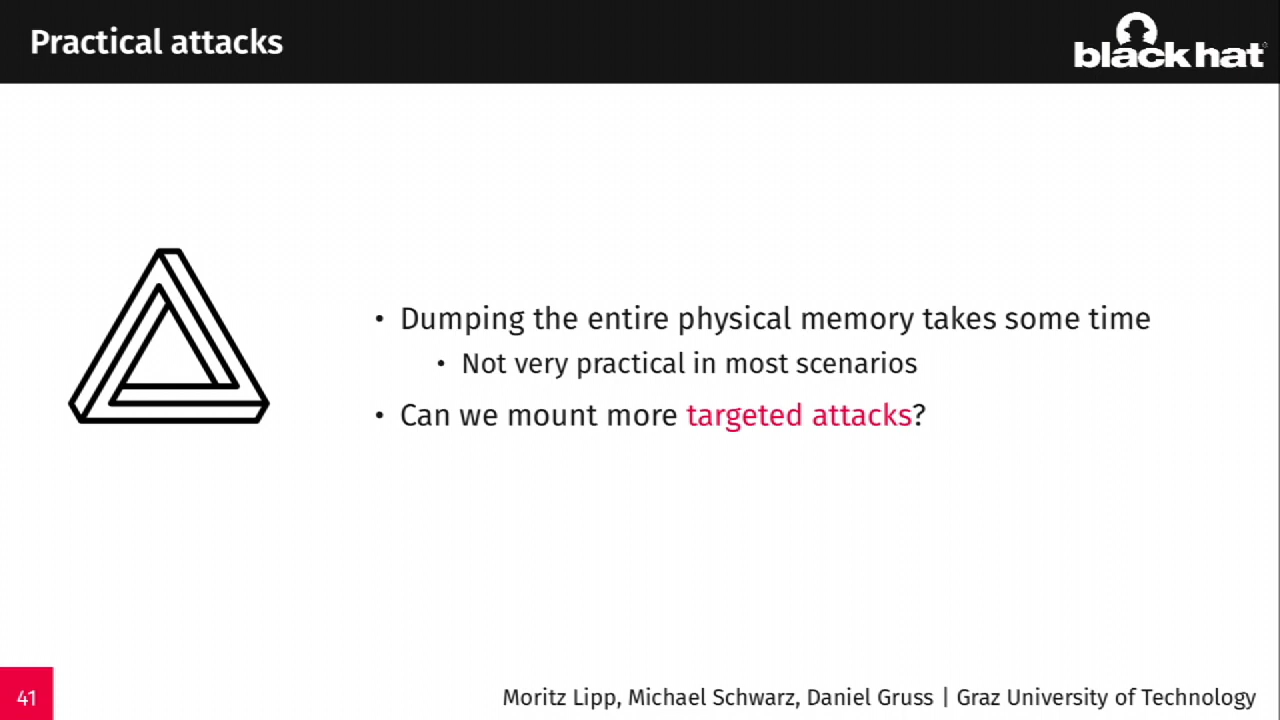 Practical attacks
black hat
• Dumping the entire physical memory takes some time
• Not very practical in most scenarios
• Can we mount more targeted attacks?
41
Moritz Lipp, Michael Schwarz, Daniel Gruss | Graz University of Technology